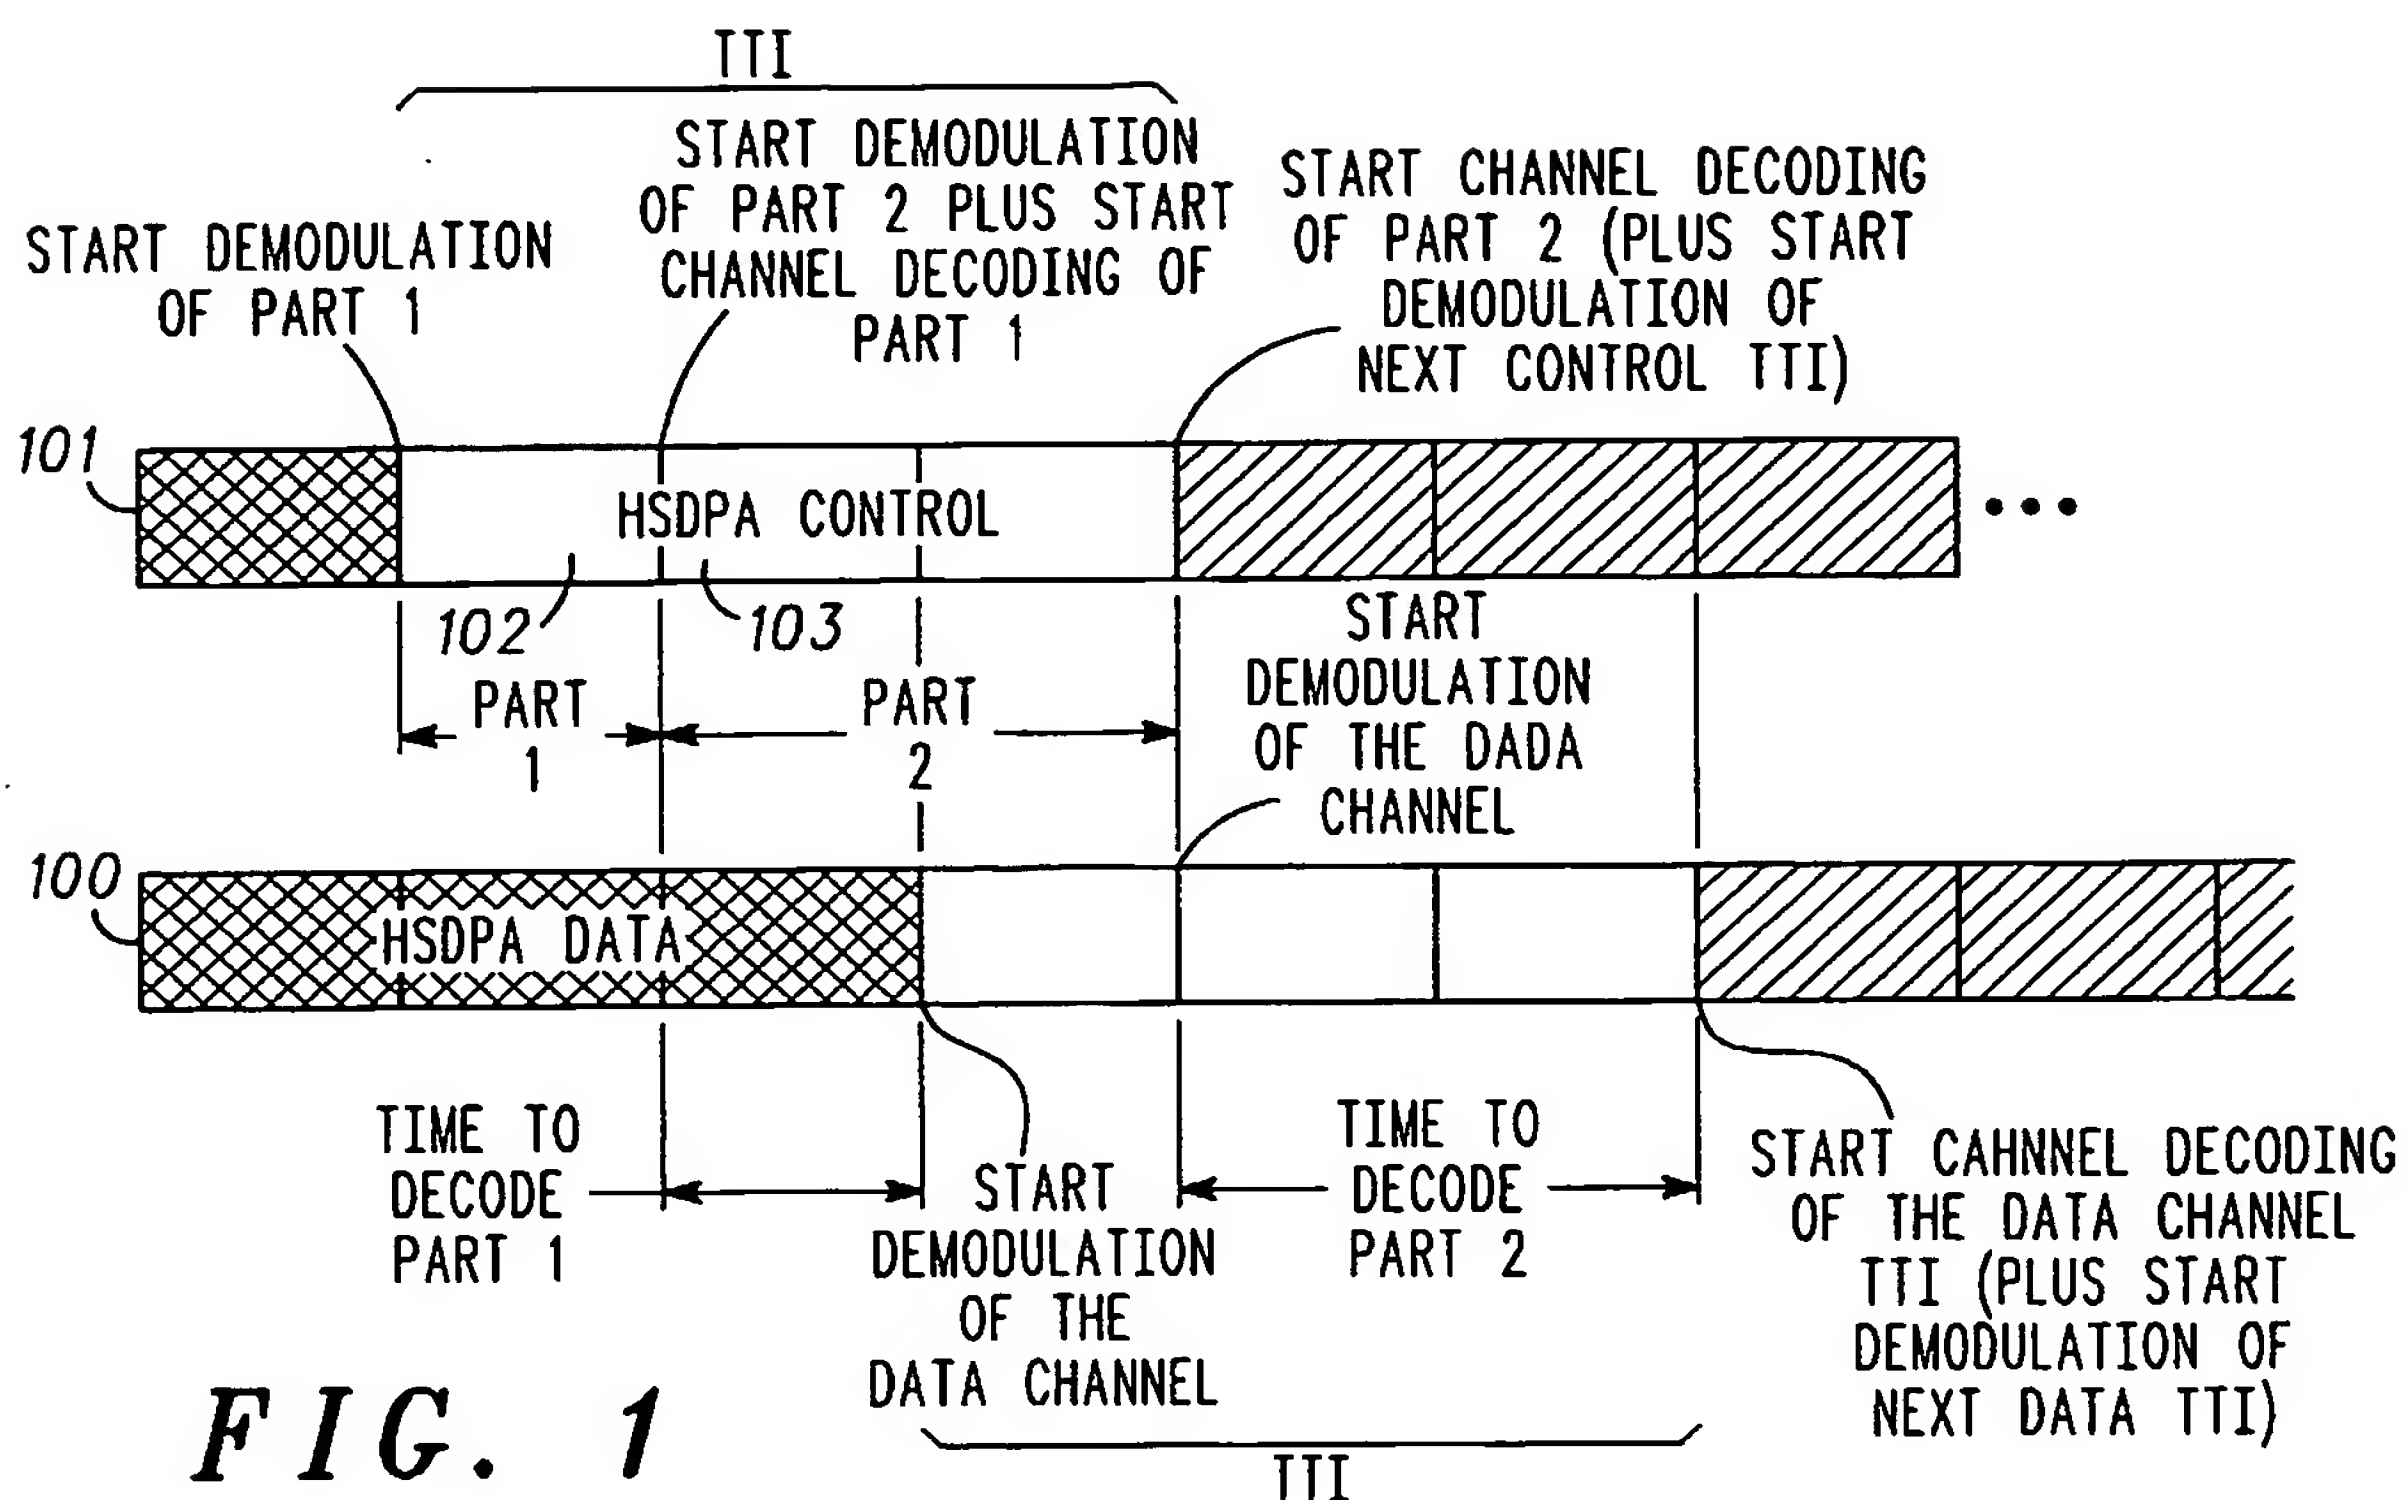 TTI
START DEMODULATION
OF PART 1
START DEMODULATION
OF PART 2 PLUS START
CHANNEL DECODING OF
PART 1
START CHANNEL DECODING
OF PART 2 (PLUS START
DEMODULATION OF
NEXT CONTROL TTI)
101
HSDPA CONTROL
102
103
PART
1
PART
2
START
DEMODULATION
OF THE DADA
CHANNEL
100
HSDPA DATA
TIME TO
DECODE
PART 1
START
DEMODULATION
OF THE
DATA CHANNEL
TIME TO
DECODE
PART 2
START CAHNNEL DECODING
OF THE DATA CHANNEL
TTI (PLUS START
DEMODULATION OF
NEXT DATA TTI)
TTI
FIG. 1